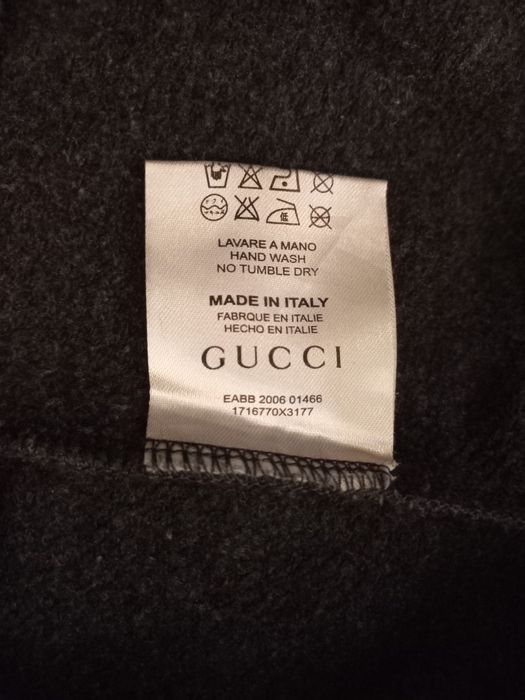 LAVARE A MANO
HAND WASH
NO TUMBLE DRY
MADE IN ITALY
FABRQUE EN ITALIE
HECHO EN ITALIE
GUCCI
EABB 2006 01466
1716770X3177